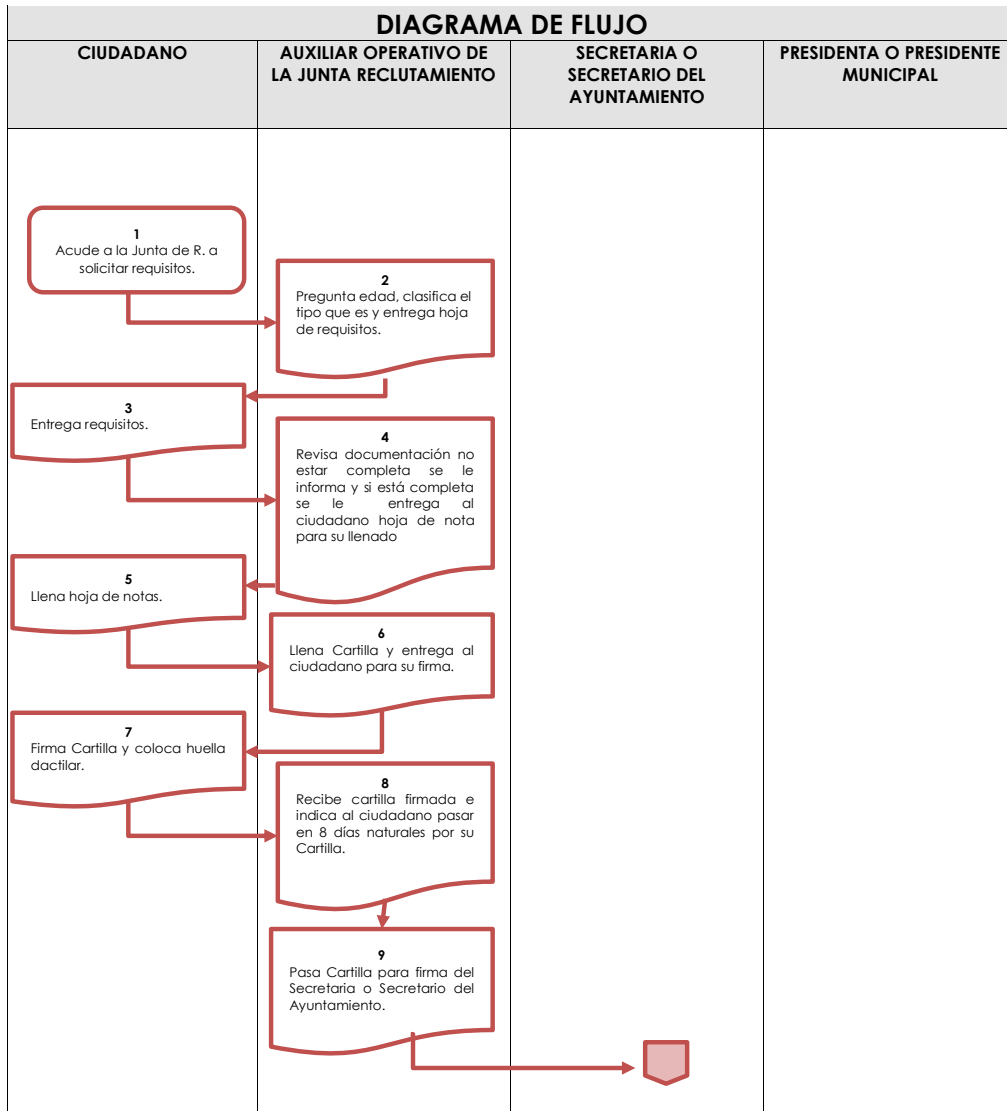 DIAGRAMA DE FLUJO
CIUDADANO
AUXILIAR OPERATIVO DE
LA JUNTA RECLUTAMIENTO
SECRETARIA O
SECRETARIO DEL
AYUNTAMIENTO
PRESIDENTA O PRESIDENTE
MUNICIPAL
1
Acude a la Junta de R. a
solicitar requisitos.
2
Pregunta edad, clasifica el
tipo que es y entrega hoja
de requisitos.
3
Entrega requisitos.
4
Revisa documentación no
estar completa se le
informa y si está completa
se le entrega al
ciudadano hoja de nota
para su llenado
5
Llena hoja de notas.
6
Llena Cartilla y entrega al
ciudadano para su firma.
7
Firma Cartilla y coloca huella
dactilar.
8
Recibe cartilla firmada e
indica al ciudadano pasar
en 8 días naturales por su
Cartilla.
9
Pasa Cartilla para firma del
Secretaria o Secretario del
Ayuntamiento.